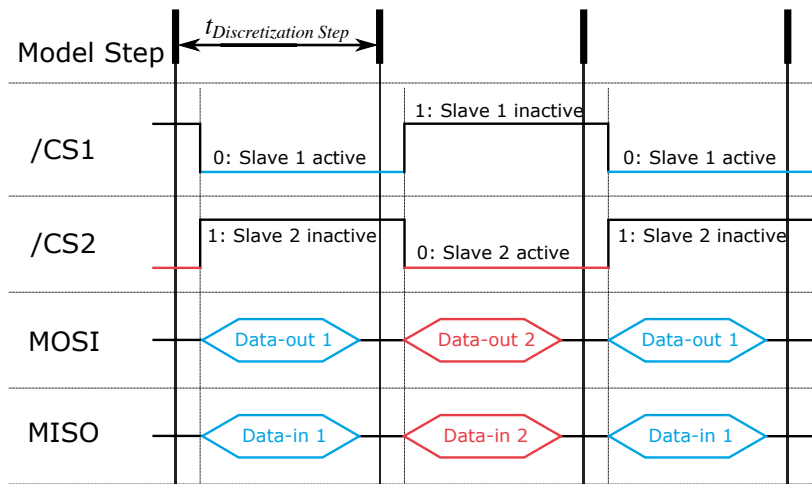 t Discretization Step
Model Step
1: Slave 1 inactive
/CS1
0: Slave 1 active
0: Slave 1 active
/CS2
1: Slave 2 inactive
0: Slave 2 active
1: Slave 2 inactive
MOSI
Data-out 1
Data-out 2
Data-out 1
MISO
Data-in 1
Data-in 2
Data-in 1